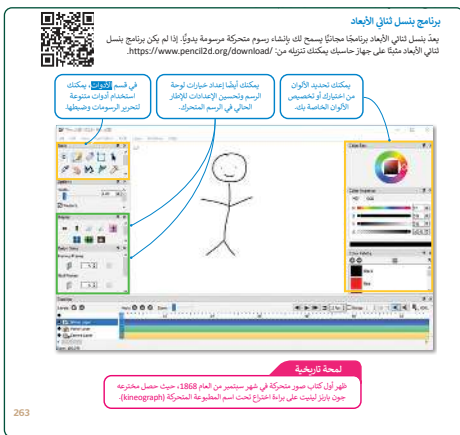 برنامج بنسل ثنائي الأبعاد
يعدّ بنسل ثنائي الأبعاد برنامجًا مجانيًا يسمح لك بإنشاء رسوم متحركة مرسومة يدويًا. إذا لم يكن برنامج بنسل
ثنائي الأبعاد مثبتًا على جهاز حاسبك يمكنك تنزيله من: https://www.pencil2d.org/download/.
يمكنك تحديد الألوان
من اختيارك أو تخصيص
الألوان الخاصة بك.
يمكنك أيضًا إعداد خيارات لوحة
الرسم وتحسين الإعدادات للإطار
الحالي في الرسم المتحرك.
في قسم الأدوات، يمكنك
استخدام أدوات متنوعة
لتحرير الرسومات وضبطها.
Color Palette
Black
Red
لمحة تاريخية
ظهر أول كتاب صور متحركة في شهر سبتمبر من العام 1868، حيث حصل مخترعه
جون بارنز لينيت على براءة اختراع تحت اسم المطبوعة المتحركة (kineograph).
263